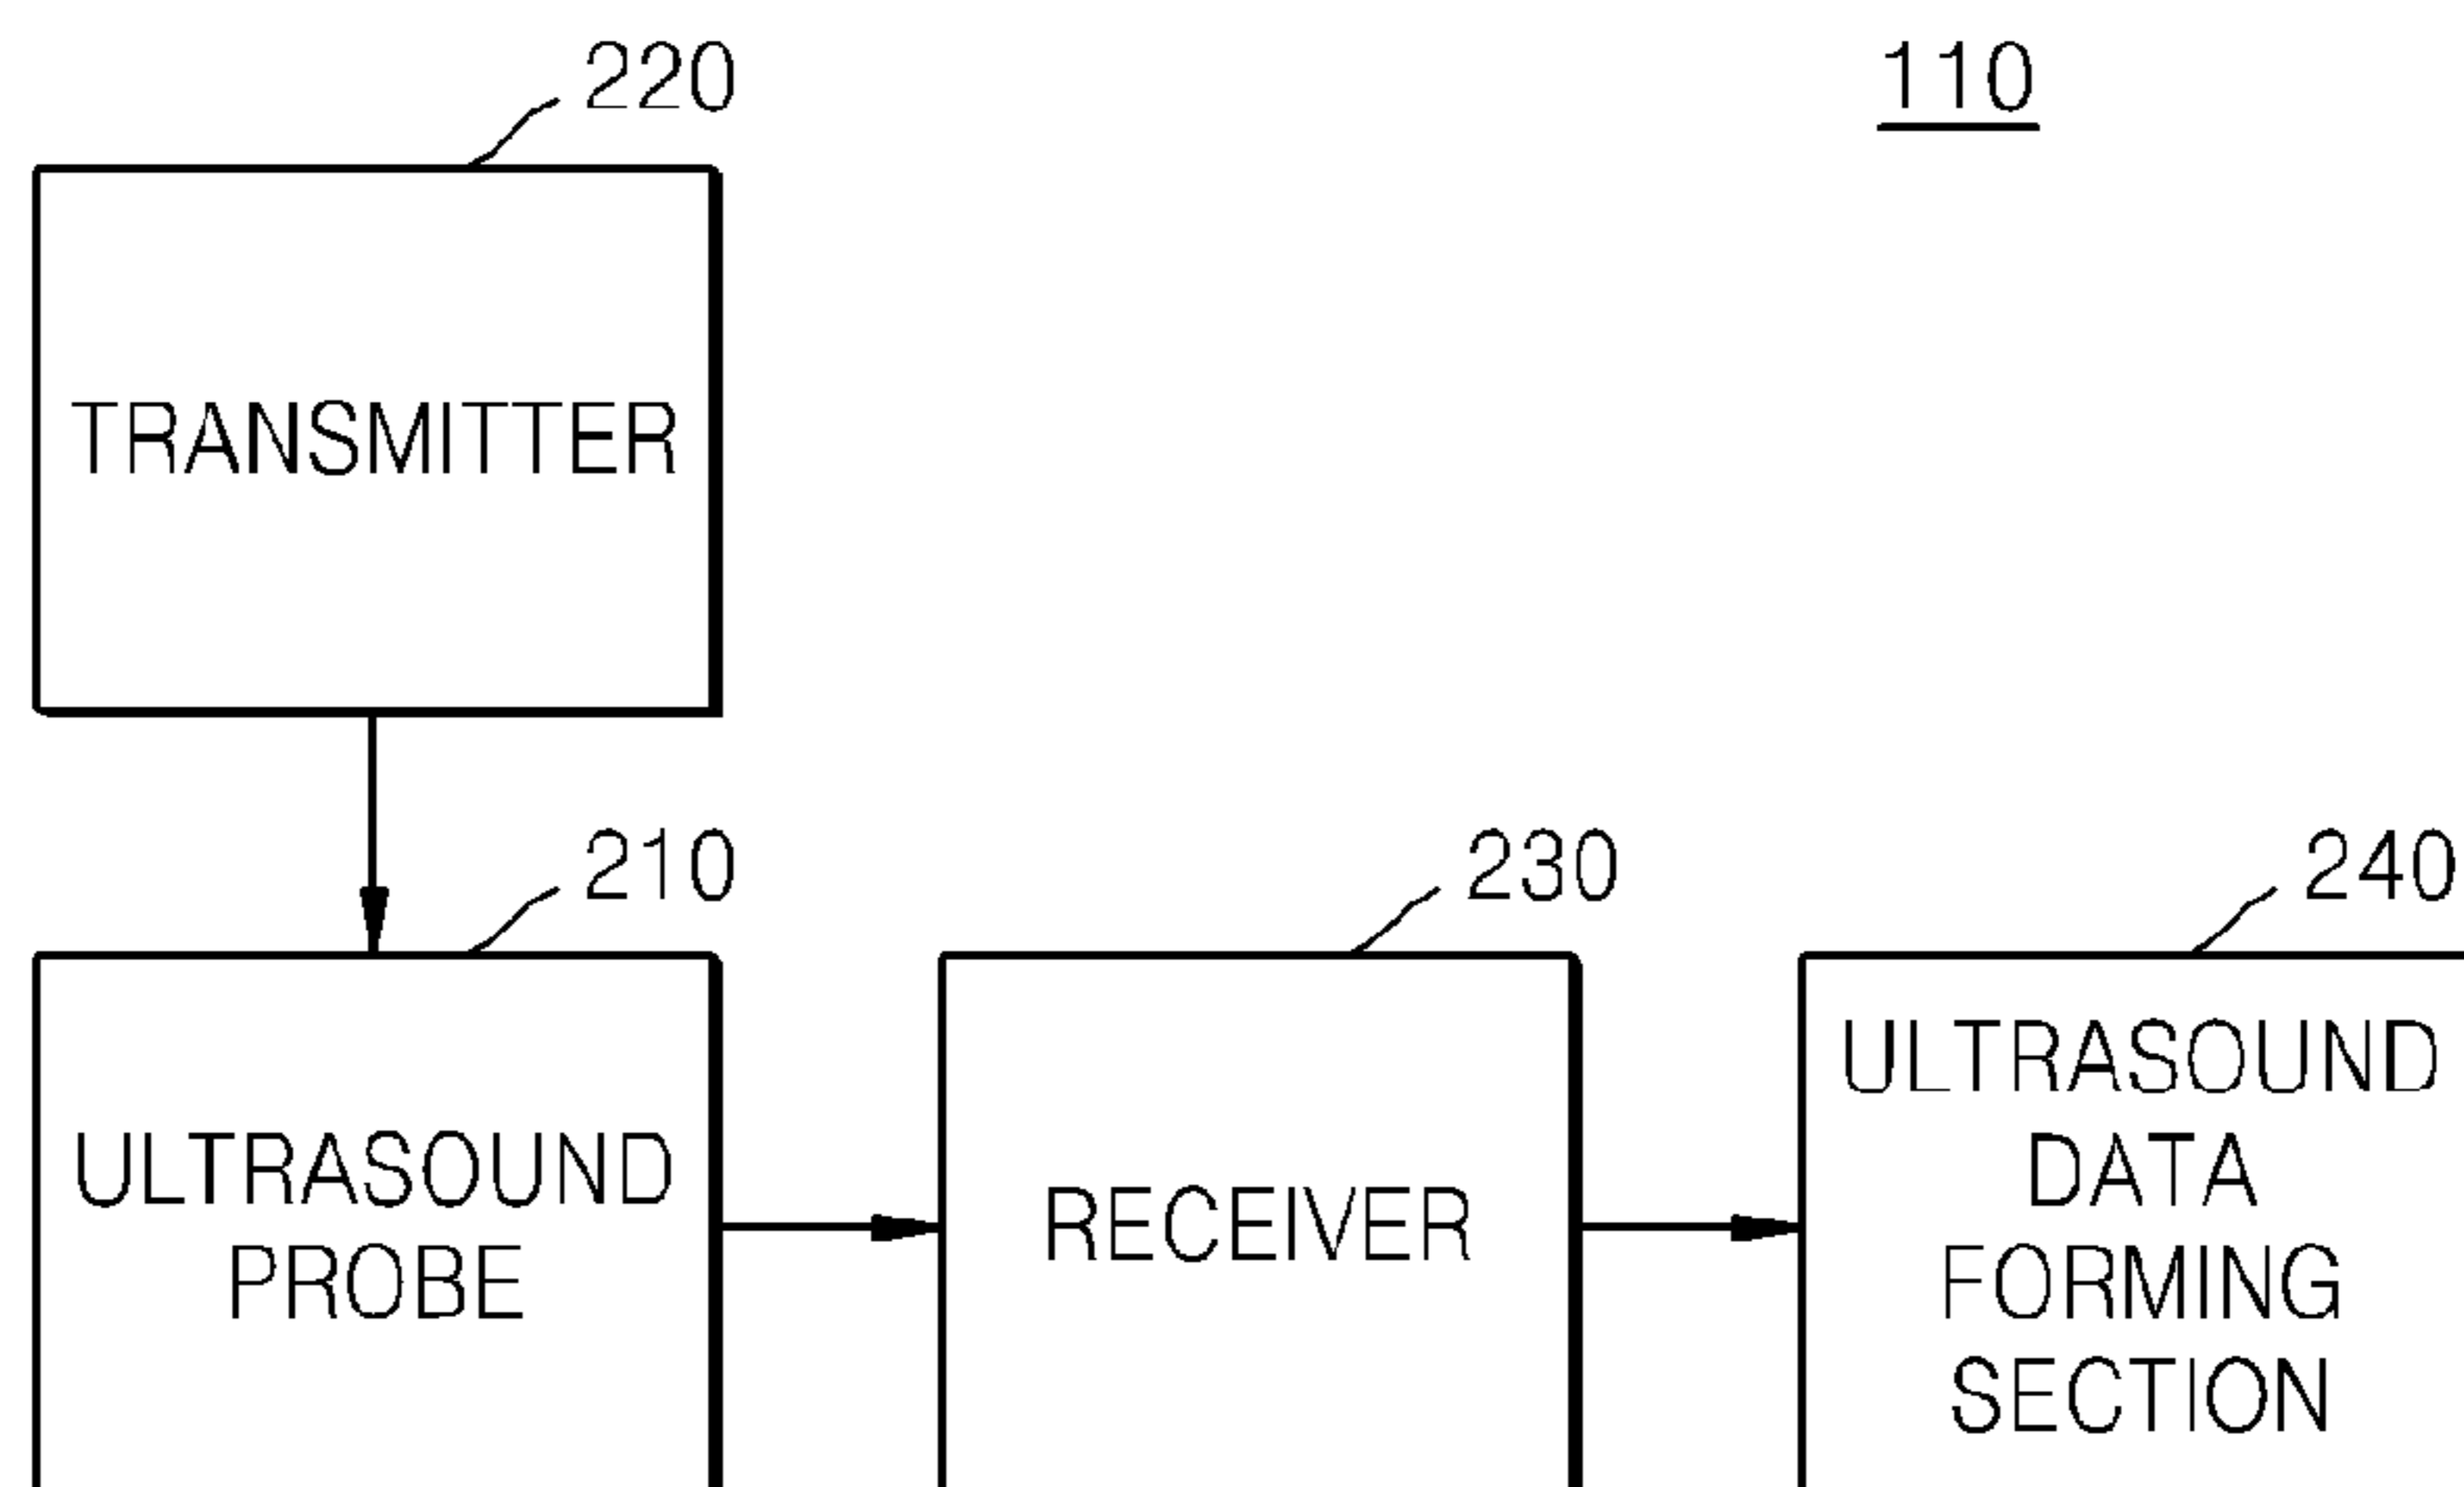 220
110
TRANSMITTER
210
230
240
ULTRASOUND
PROBE
RECEIVER
ULTRASOUND
DATA
FORMING
SECTION